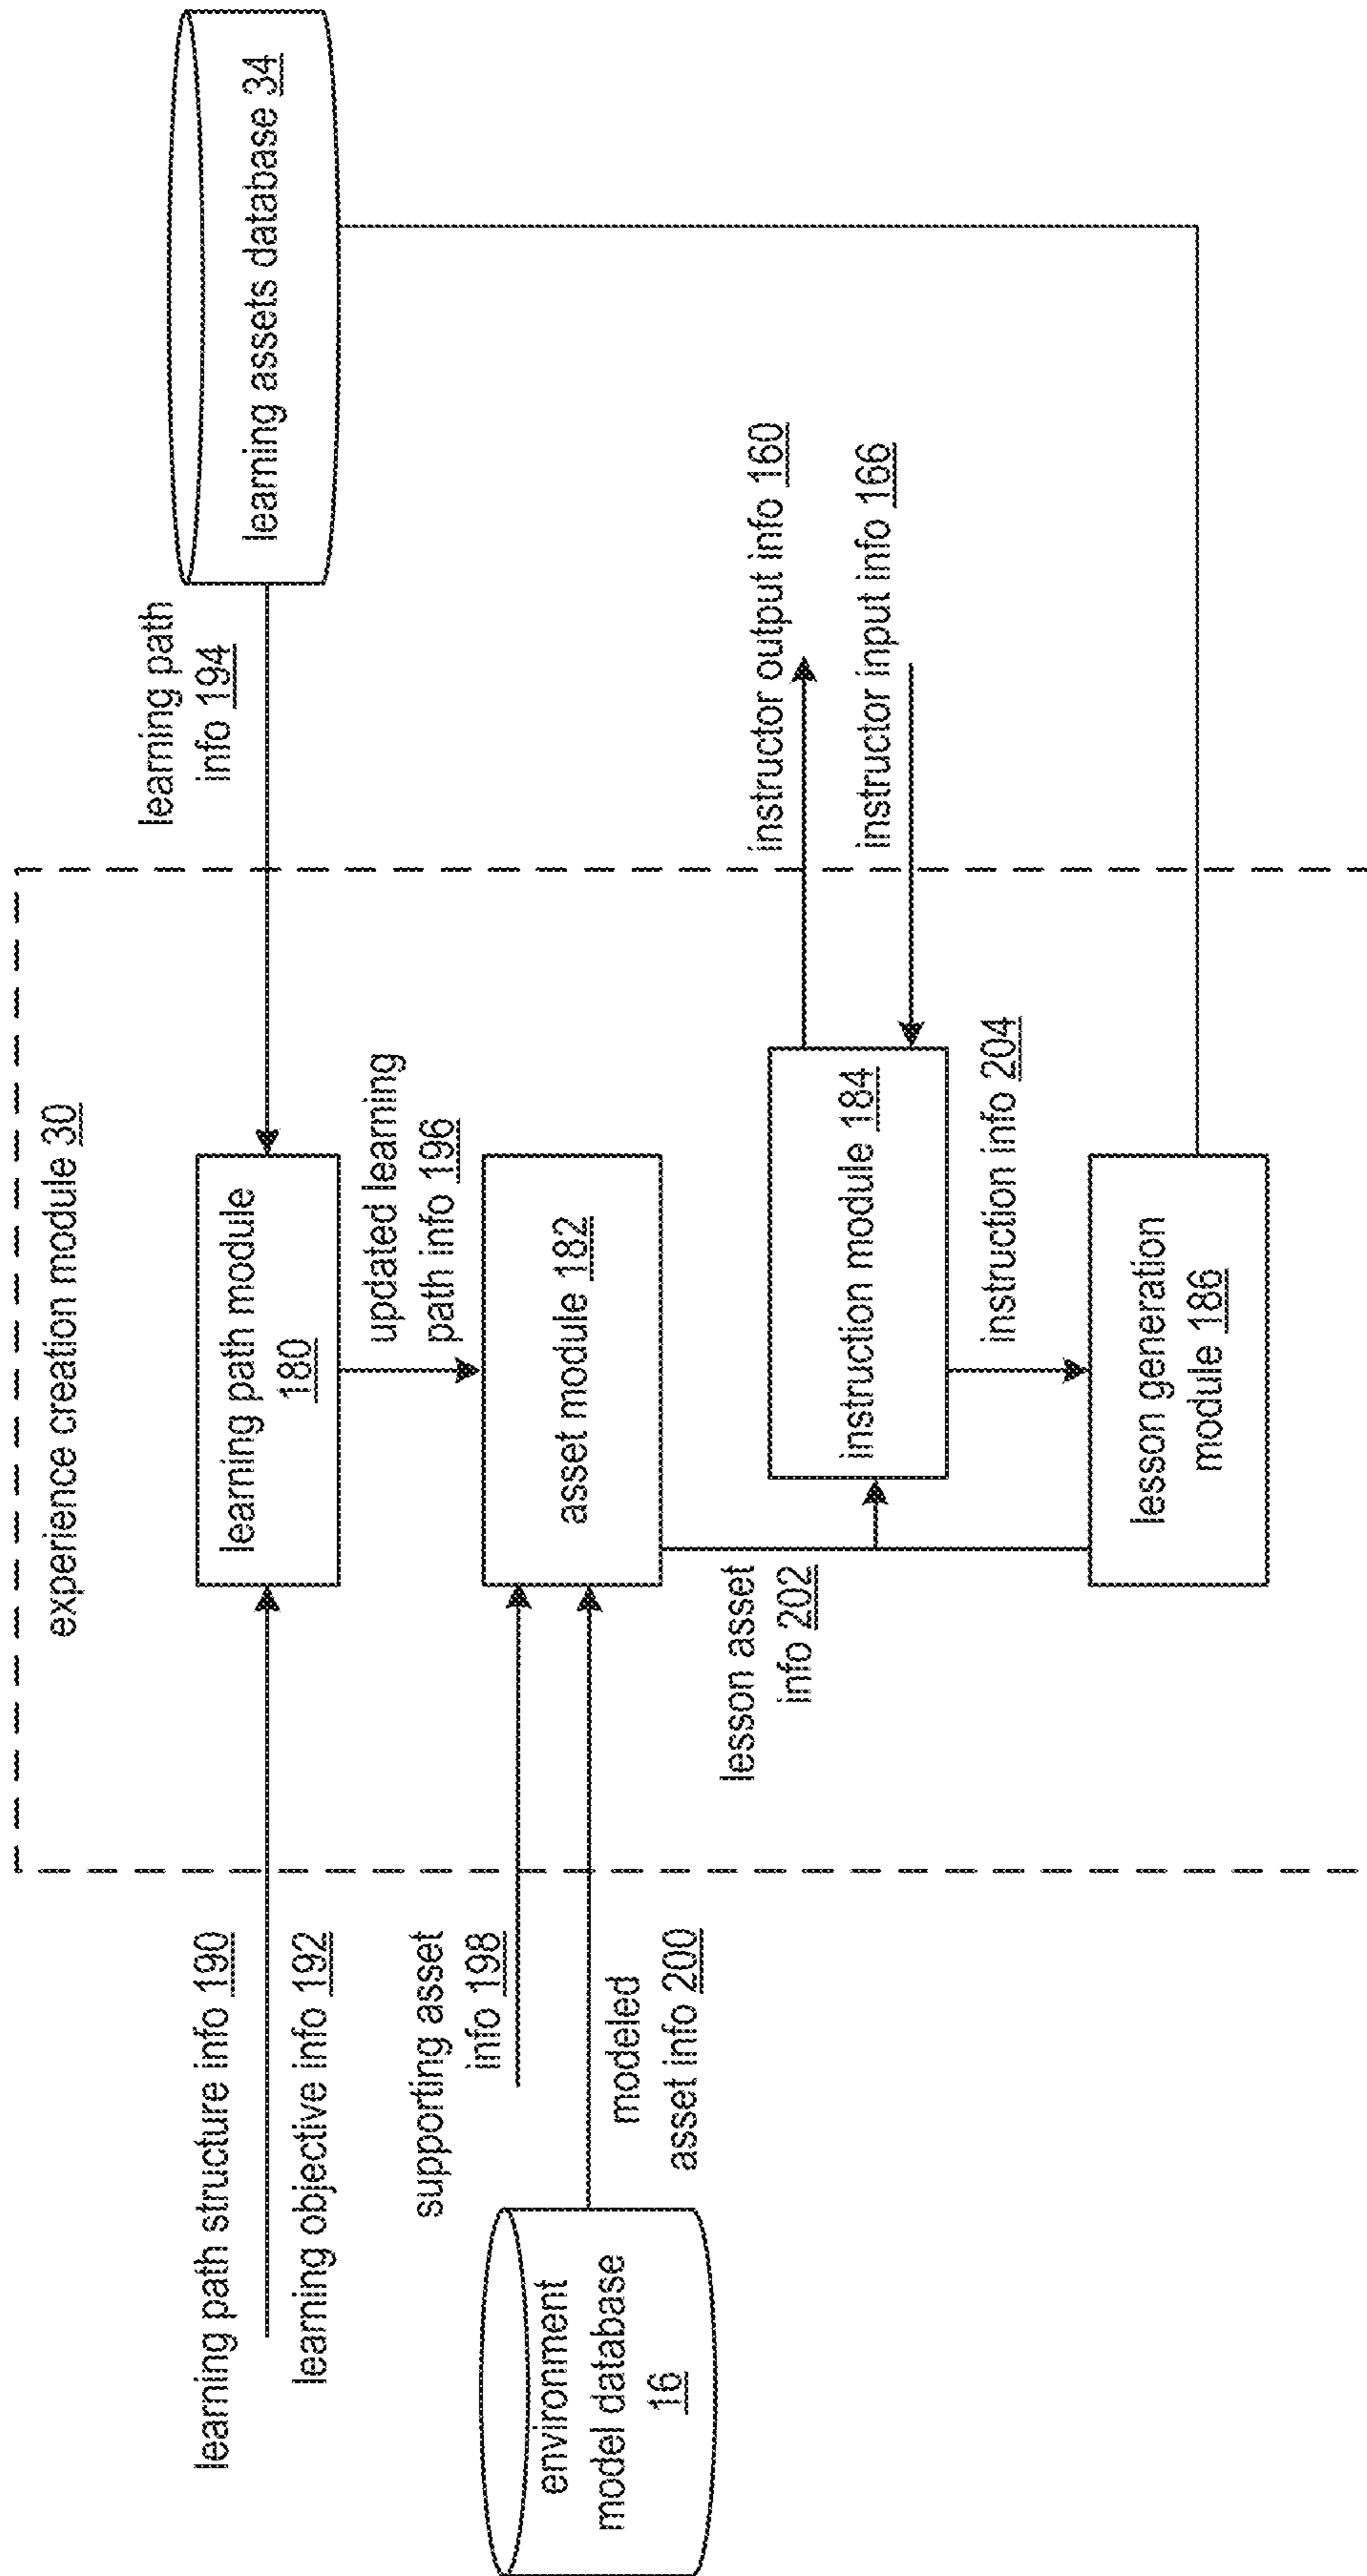 experience creation module 30
learning path structure info 190
learning objective info 192
learning path module
180
learning path
info 194
learning assets database 34
updated learning
path info 196
supporting asset
info 198
environment
model database
16
modeled
asset info 200
asset module 182
lesson asset
info 202
instruction module 184
instructor output info 160
instructor input info 166
instruction info 204
lesson generation
module 186